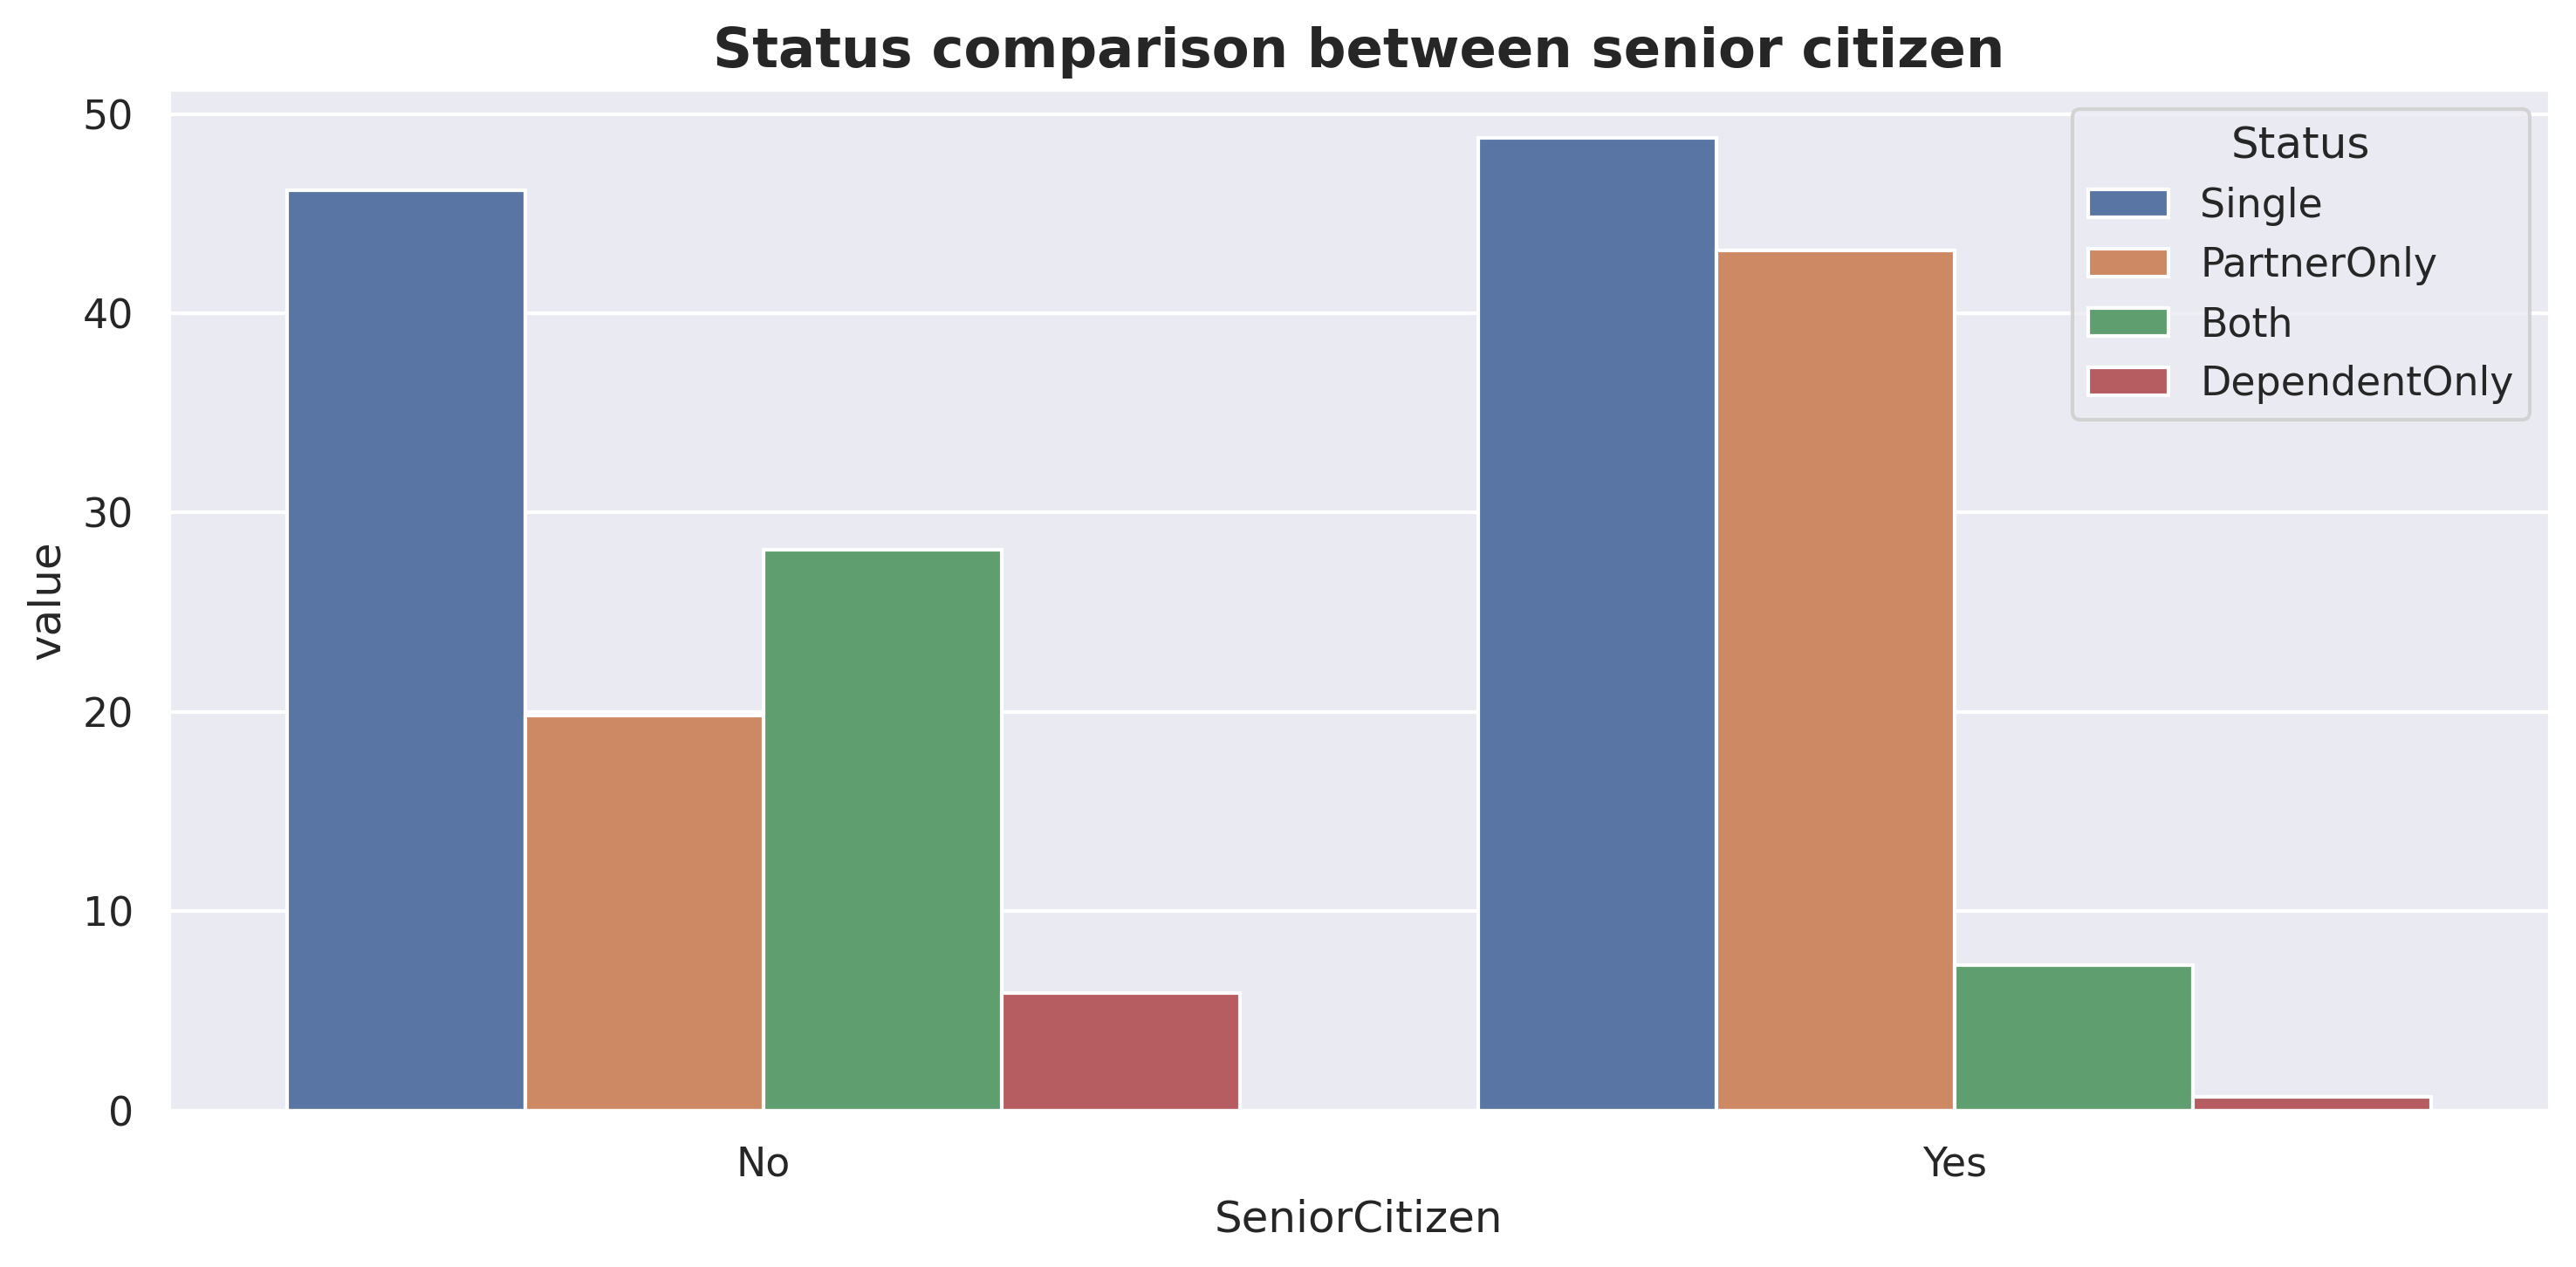 Status comparison between senior citizen
50
40
30
20
10
0
value
Status
Single
PartnerOnly
Both
DependentOnly
No
Yes
SeniorCitizen